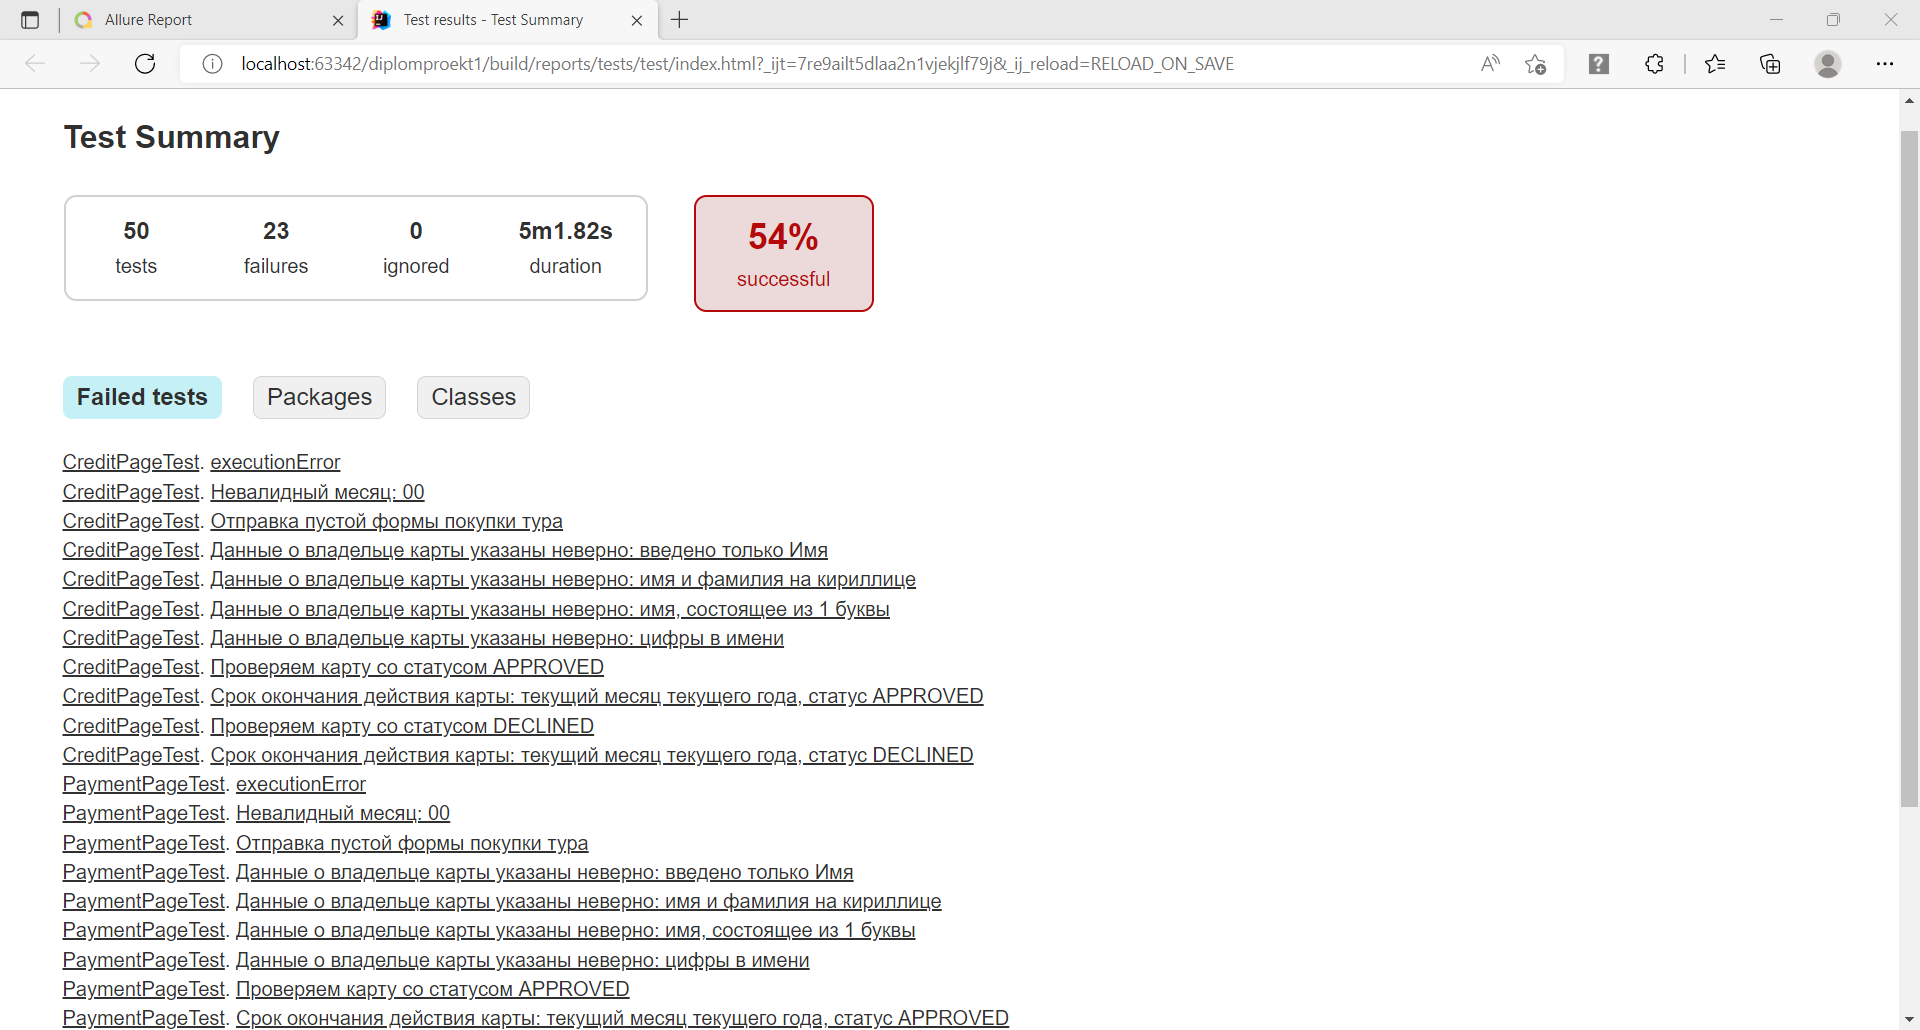 Allure Report
Test results - Test Summary
localhost:63342/diplomproekt1/build/reports/tests/test/index.html?_ijt=7re9ailt5dlaa2n1vjekjlf79j&_ij_reload=RELOAD_ON_SAVE
Test Summary
50 23 0 5m1.82s
tests failures ignored duration
54%
successful
Failed tests Packages Classes
CreditPageTest. executionError
CreditPageTest. Невалидный месяц: 00
CreditPageTest. Отправка пустой формы покупки тура
CreditPageTest. Данные о владельце карты указаны неверно: введено только Имя
CreditPageTest. Данные о владельце карты указаны неверно: имя и фамилия на кириллице
CreditPageTest. Данные о владельце карты указаны неверно: имя, состоящее из 1 буквы
CreditPageTest. Данные о владельце карты указаны неверно: цифры в имени
CreditPageTest. Проверяем карту со статусом APPROVED
CreditPageTest. Срок окончания действия карты: текущий месяц текущего года, статус APPROVED
CreditPageTest. Проверяем карту со статусом DECLINED
CreditPageTest. Срок окончания действия карты: текущий месяц текущего года, статус DECLINED
PaymentPageTest. executionError
PaymentPageTest. Невалидный месяц: 00
PaymentPageTest. Отправка пустой формы покупки тура
PaymentPageTest. Данные о владельце карты указаны неверно: введено только Имя
PaymentPageTest. Данные о владельце карты указаны неверно: имя и фамилия на кириллице
PaymentPageTest. Данные о владельце карты указаны неверно: имя, состоящее из 1 буквы
PaymentPageTest. Данные о владельце карты указаны неверно: цифры в имени
PaymentPageTest. Проверяем карту со статусом APPROVED
PaymentPageTest. Срок окончания действия карты: текущий месяц текущего года, статус APPROVED